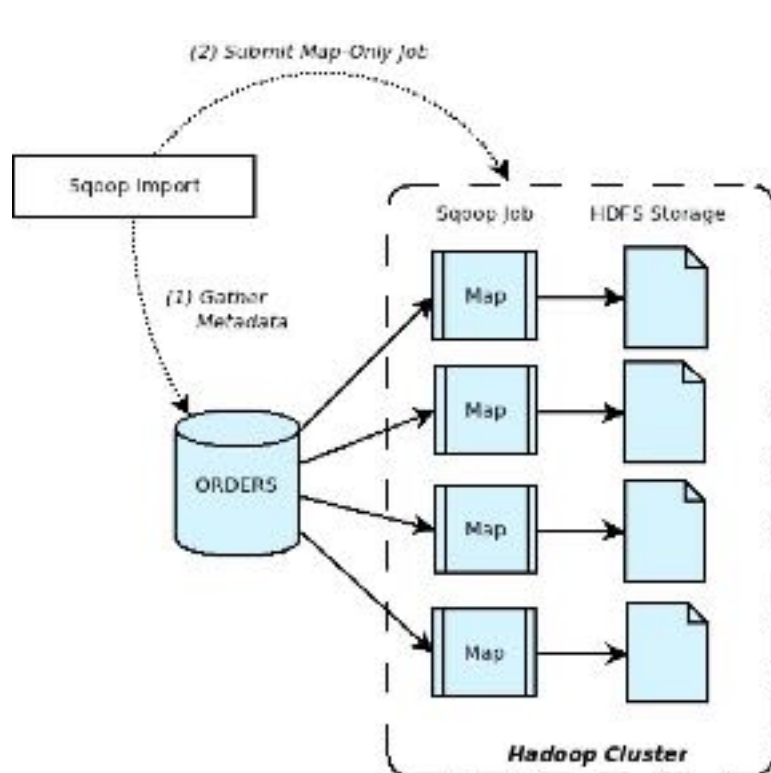 (2) Submit Map-Only Job
Sqoop Import
Sqoop Job
HDFS Storage
(1) Gather
Metadata
Map
Map
ORDERS
Map
Map
Hadoop Cluster